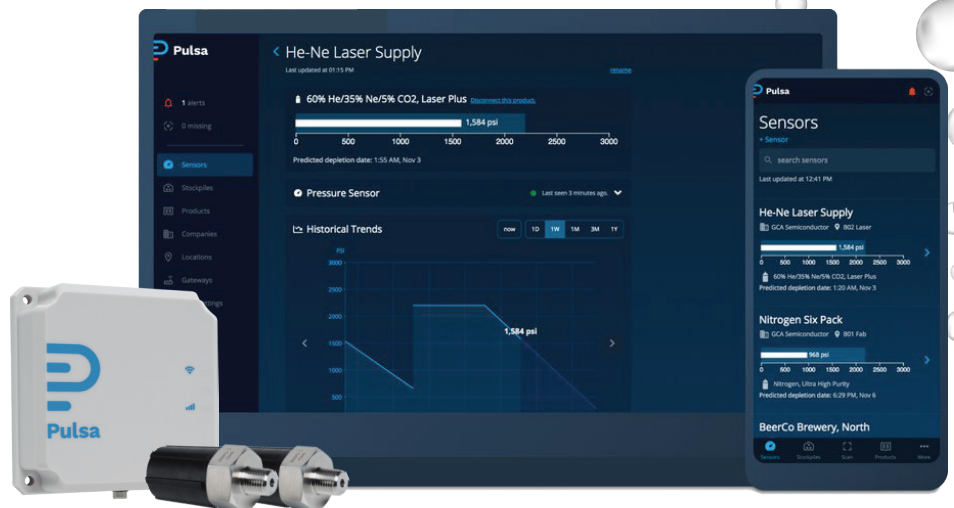 Pulsa
1 alerts
0 missing
Sensors
Stockpiles
Products
Companies
Locations
Gateways
He-Ne Laser Supply
Last updated at 01:15 PM
rename
60% He/35% Ne/5% CO2, Laser Plus Disconnect this product.
1,584 psi
0 500 1000 1500 2000 2500 3000
Predicted depletion date: 1:55 AM, Nov 3
Pressure Sensor
Last seen 3 minutes ago.
Historical Trends
now 1D 1W 1M 3M 1Y
PSI
3000
2500
2000
1500
1000
500
1,584 psi
Pulsa
Pulsa
Sensors
+ Sensor
search sensors
Last updated at 12:41 PM
He-Ne Laser Supply
GCA Semiconductor 802 Laser
1,584 psi
0 500 1000 1500 2000 2500 3000
60% He/35% Ne/5% CO2, Laser Plus
Predicted depletion date: 1:20 AM, Nov 3
Nitrogen Six Pack
GCA Semiconductor 801 Fab
968 psi
0 500 1000 1500 2000 2500 3000
Nitrogen, Ultra High Purity
Predicted depletion date: 6:29 PM, Nov 6
BeerCo Brewery, North
Sensors Stockpiles Scan Products More